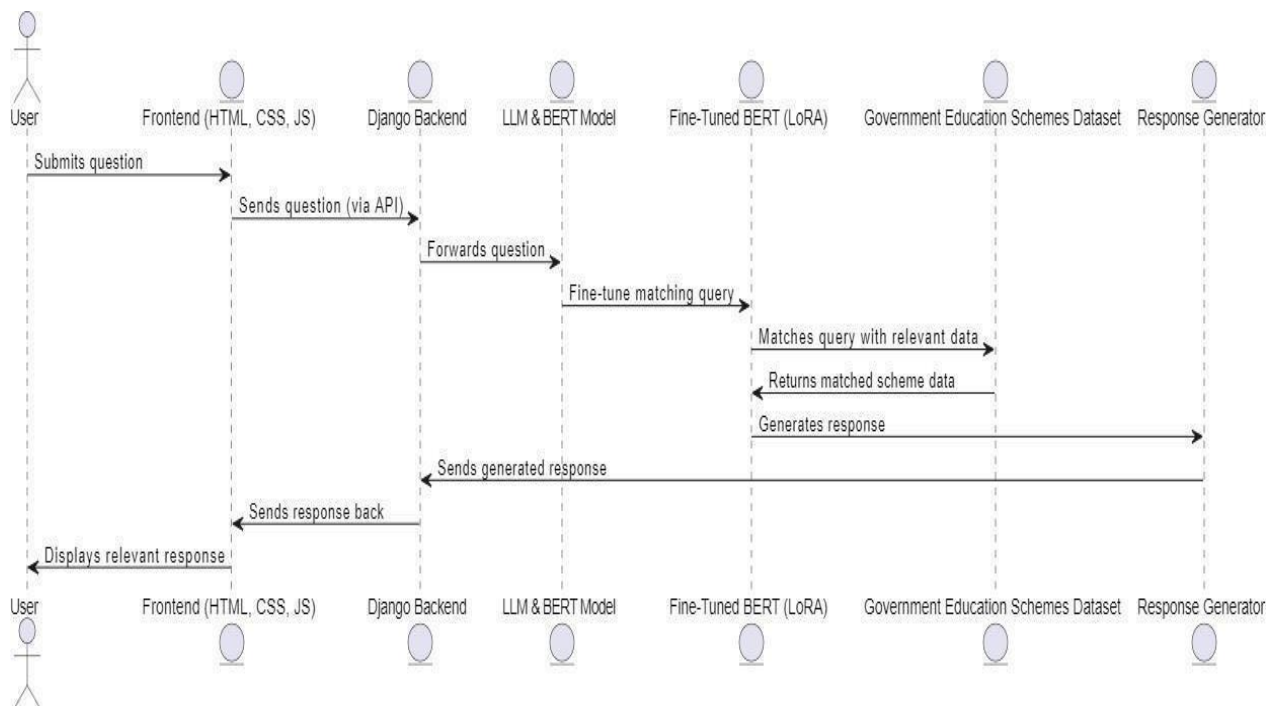 User
Frontend (HTML, CSS, JS)
Django Backend
LLM & BERT Model
Fine-Tuned BERT (LoRA)
Government Education Schemes Dataset
Response Generator
Submits question
Sends question (via API)
Forwards question
Fine-tune matching query
Matches query with relevant data
Returns matched scheme data
Generates response
Sends generated response
Sends response back
Displays relevant response
User
Frontend (HTML, CSS, JS)
Django Backend
LLM & BERT Model
Fine-Tuned BERT (LoRA)
Government Education Schemes Dataset
Response Generator